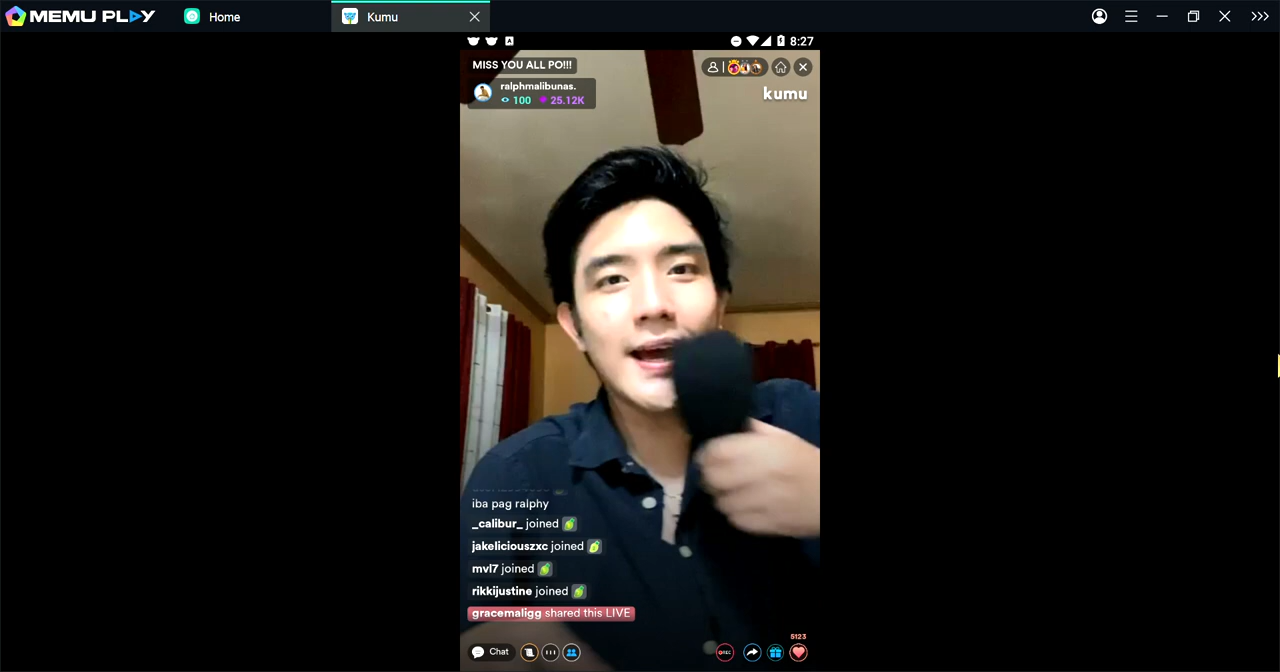 MEMU PLAY
Home
Kumu
8:27
MISS YOU ALL PO!!!
ralphmalibunas.
100 25.12K
kumu
iba pag ralphy
_calibur_ joined
jakeliciouszxc joined
mvl7 joined
rikkijustine joined
gracemaligg shared this LIVE
5123
Chat